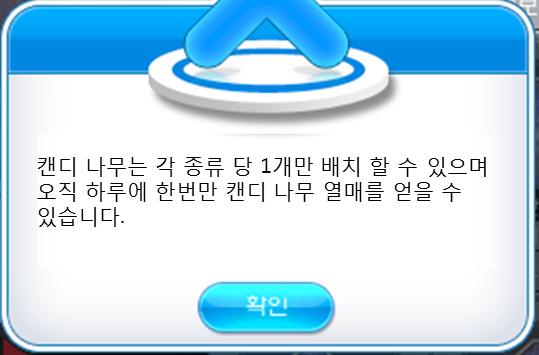 캔디 나무는 각 종류 당 1개만 배치 할 수 있으며
오직 하루에 한번만 캔디 나무 열매를 얻을 수
있습니다.
확인